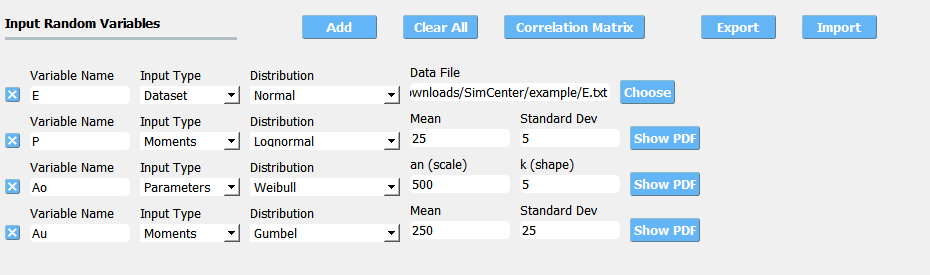 Input Random Variables Add Clear All Correlation Matrix Export Import
Variable Name Input Type Distribution Data File
E Dataset Normal wnloads/SimCenter/example/E.txt Choose
Variable Name Input Type Distribution Mean Standard Dev
P Moments Lognormal 25 5 Show PDF
Variable Name Input Type Distribution an (scale) k (shape)
Ao Parameters Weibull 500 5 Show PDF
Variable Name Input Type Distribution Mean Standard Dev
Au Moments Gumbel 250 25 Show PDF